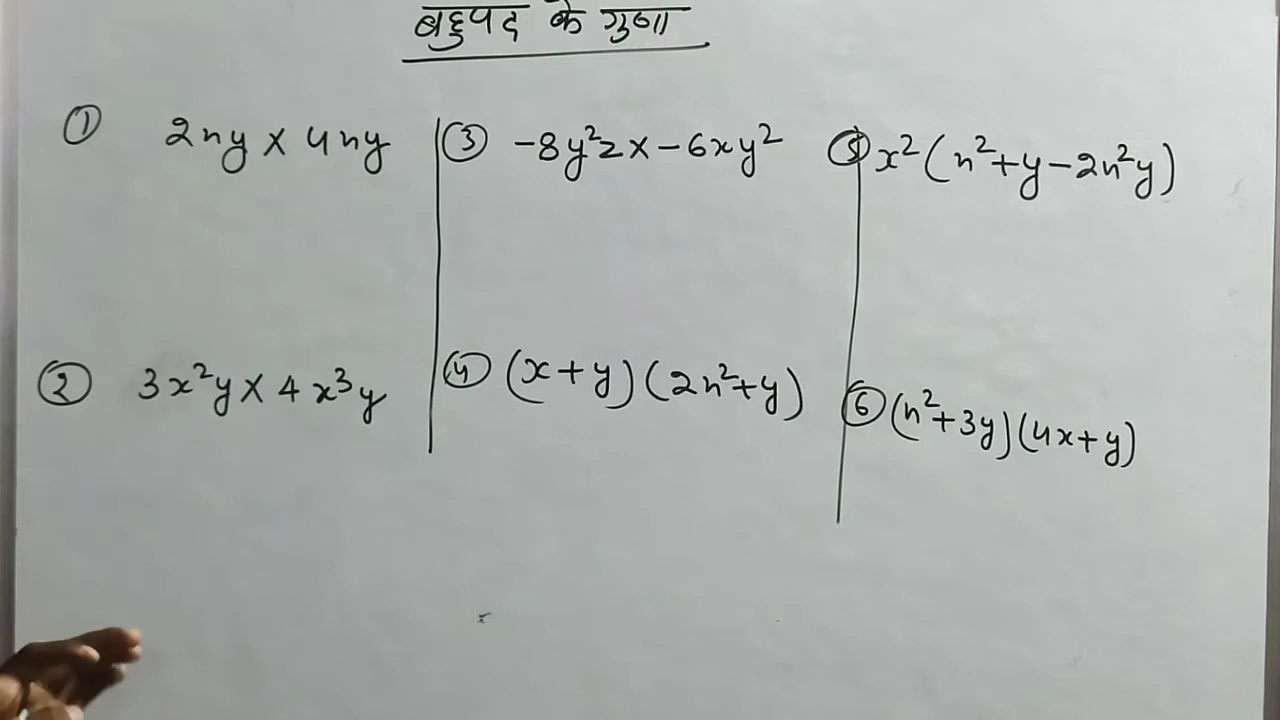 बहुपद के गुणा
① 2xy × 4xy
② 3x²y × 4x³y
③ -8y²z × -6xy²
④ (x+y)(2x²+y)
⑤ x²(x²+y-2x²y)
⑥ (x²+3y)(4x+y)